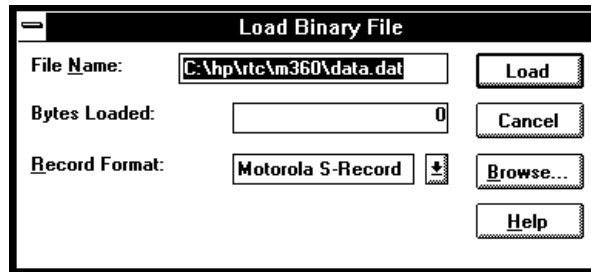 Load Binary File
File Name: C:\hp\rtc\m360\data.dat Load
Bytes Loaded: 0 Cancel
Record Format: Motorola S-Record Browse...
Help